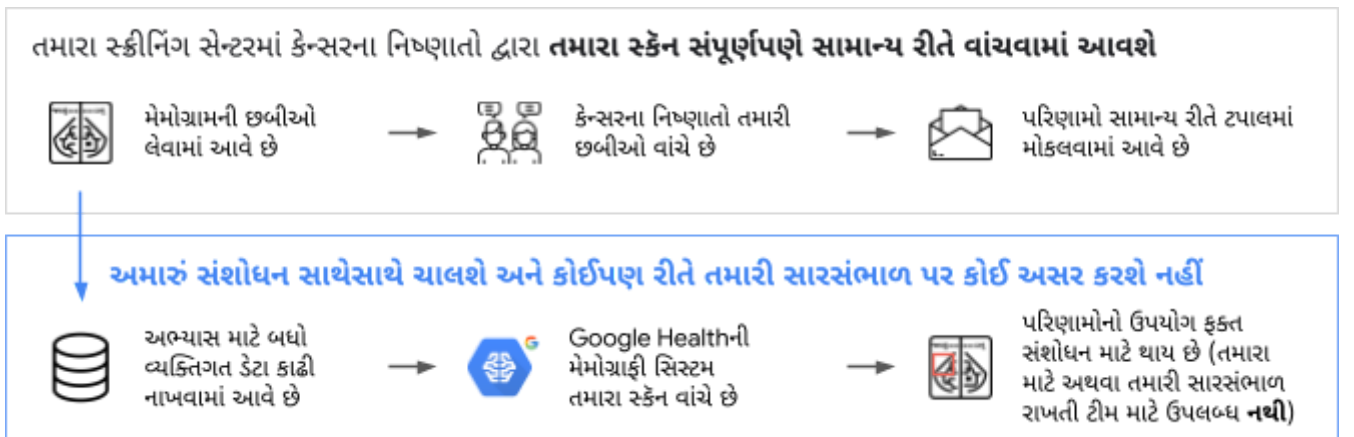 તમારા સ્ક્રીનિંગ સેન્ટરમાં કેન્સરના નિષ્ણાતો દ્વારા તમારા સ્કૅન સંપૂર્ણપણે સામાન્ય રીતે વાંચવામાં આવશે
મેમોગ્રામની છબીઓ
લેવામાં આવે છે
કેન્સરના નિષ્ણાતો તમારી
છબીઓ વાંચે છે
પરિણામો સામાન્ય રીતે ટપાલમાં
મોકલવામાં આવે છે
અમારું સંશોધન સાથેસાથે ચાલશે અને કોઈપણ રીતે તમારી સારસંભાળ પર કોઈ અસર કરશે નહીં
અભ્યાસ માટે બધો
વ્યક્તિગત ડેટા કાઢી
નાખવામાં આવે છે
Google Healthની
મેમોગ્રાફી સિસ્ટમ
તમારા સ્કૅન વાંચે છે
પરિણામોનો ઉપયોગ ફક્ત
સંશોધન માટે થાય છે (તમારા
માટે અથવા તમારી સારસંભાળ
રાખતી ટીમ માટે ઉપલબ્ધ નથી)